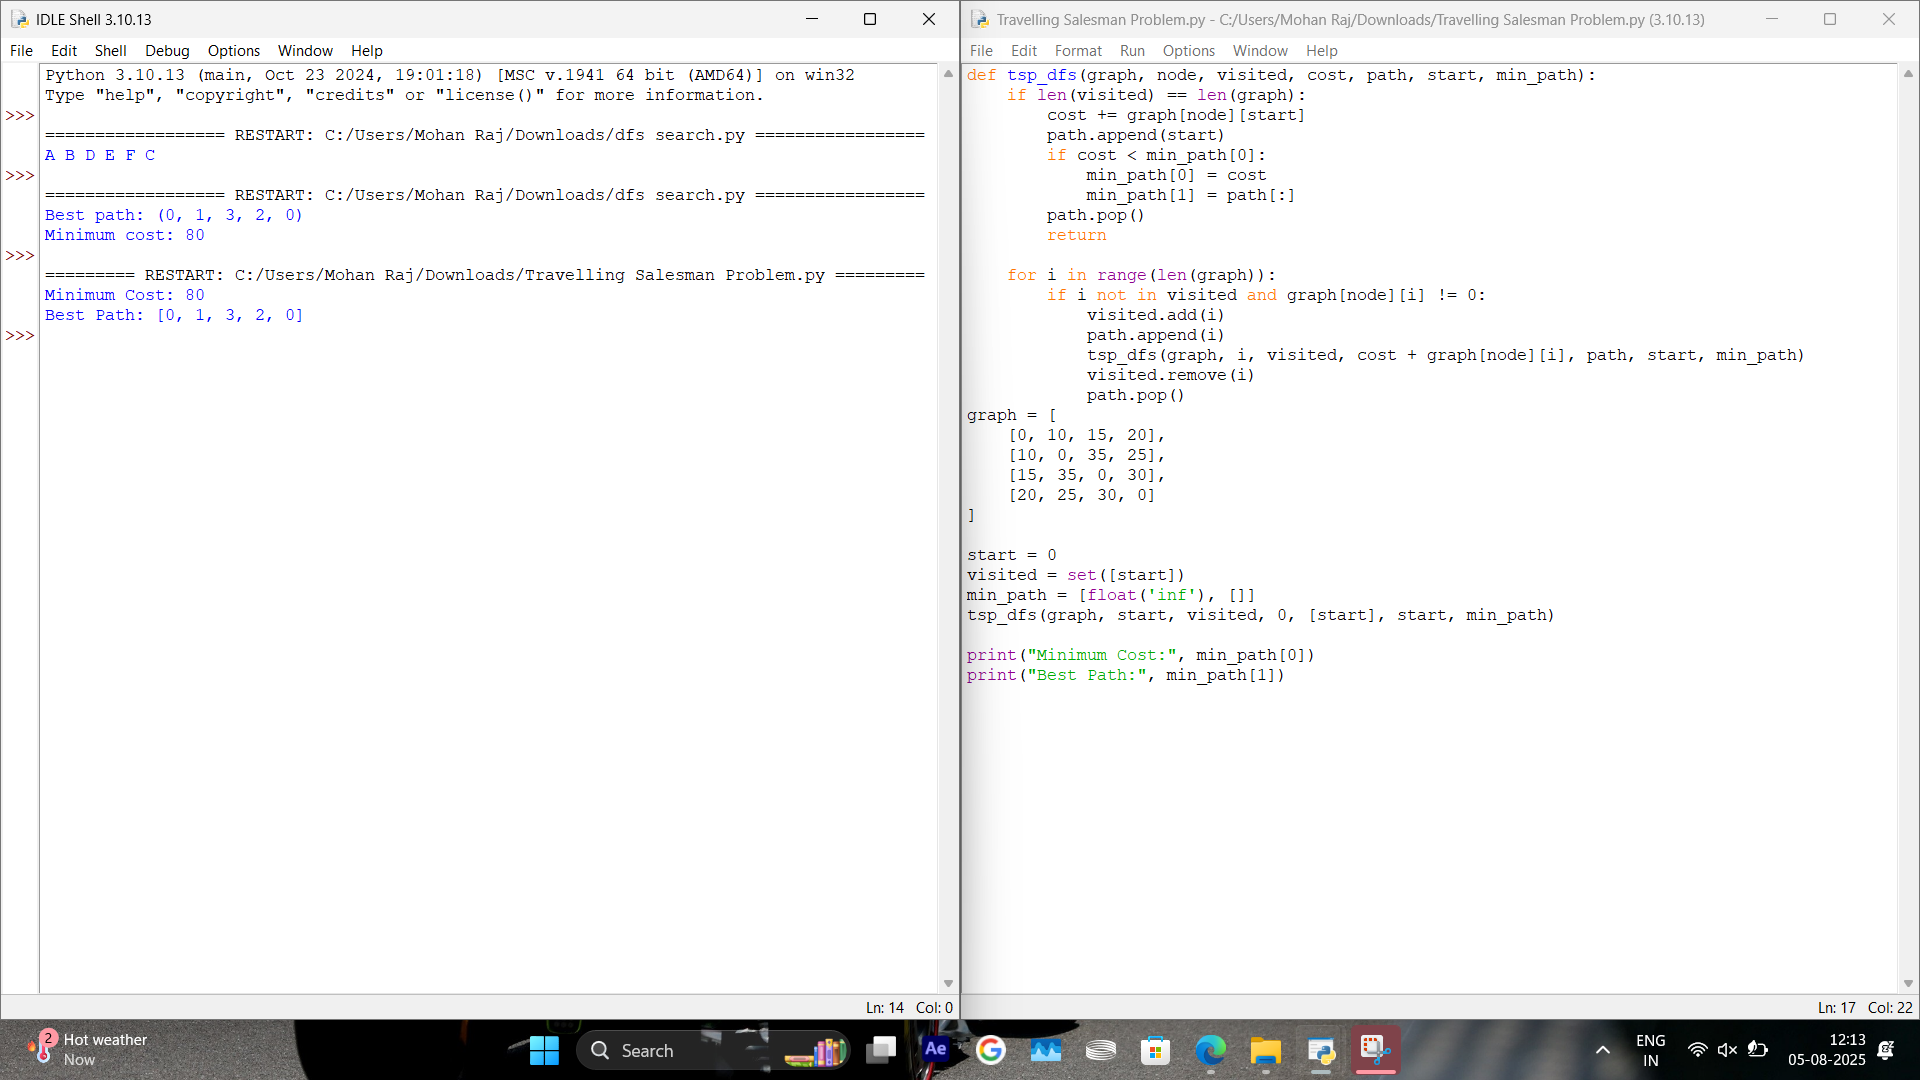 IDLE Shell 3.10.13
File Edit Shell Debug Options Window Help
Python 3.10.13 (main, Oct 23 2024, 19:01:18) [MSC v.1941 64 bit (AMD64)] on win32
Type "help", "copyright", "credits" or "license()" for more information.
>>>
================== RESTART: C:/Users/Mohan Raj/Downloads/dfs search.py =================
A B D E F C
>>>
================== RESTART: C:/Users/Mohan Raj/Downloads/dfs search.py =================
Best path: (0, 1, 3, 2, 0)
Minimum cost: 80
>>>
========= RESTART: C:/Users/Mohan Raj/Downloads/Travelling Salesman Problem.py =========
Minimum Cost: 80
Best Path: [0, 1, 3, 2, 0]
>>>
Ln: 14 Col: 0
Travelling Salesman Problem.py - C:/Users/Mohan Raj/Downloads/Travelling Salesman Problem.py (3.10.13)
File Edit Format Run Options Window Help
def tsp_dfs(graph, node, visited, cost, path, start, min_path):
    if len(visited) == len(graph):
        cost += graph[node][start]
        path.append(start)
        if cost < min_path[0]:
            min_path[0] = cost
            min_path[1] = path[:]
        path.pop()
        return
    for i in range(len(graph)):
        if i not in visited and graph[node][i] != 0:
            visited.add(i)
            path.append(i)
            tsp_dfs(graph, i, visited, cost + graph[node][i], path, start, min_path)
            visited.remove(i)
            path.pop()
graph = [
    [0, 10, 15, 20],
    [10, 0, 35, 25],
    [15, 35, 0, 30],
    [20, 25, 30, 0]
]
start = 0
visited = set([start])
min_path = [float('inf'), []]
tsp_dfs(graph, start, visited, 0, [start], start, min_path)
print("Minimum Cost:", min_path[0])
print("Best Path:", min_path[1])
Ln: 17 Col: 22
2
Hot weather
Now
Search
Ae
ENG
IN
12:13
05-08-2025